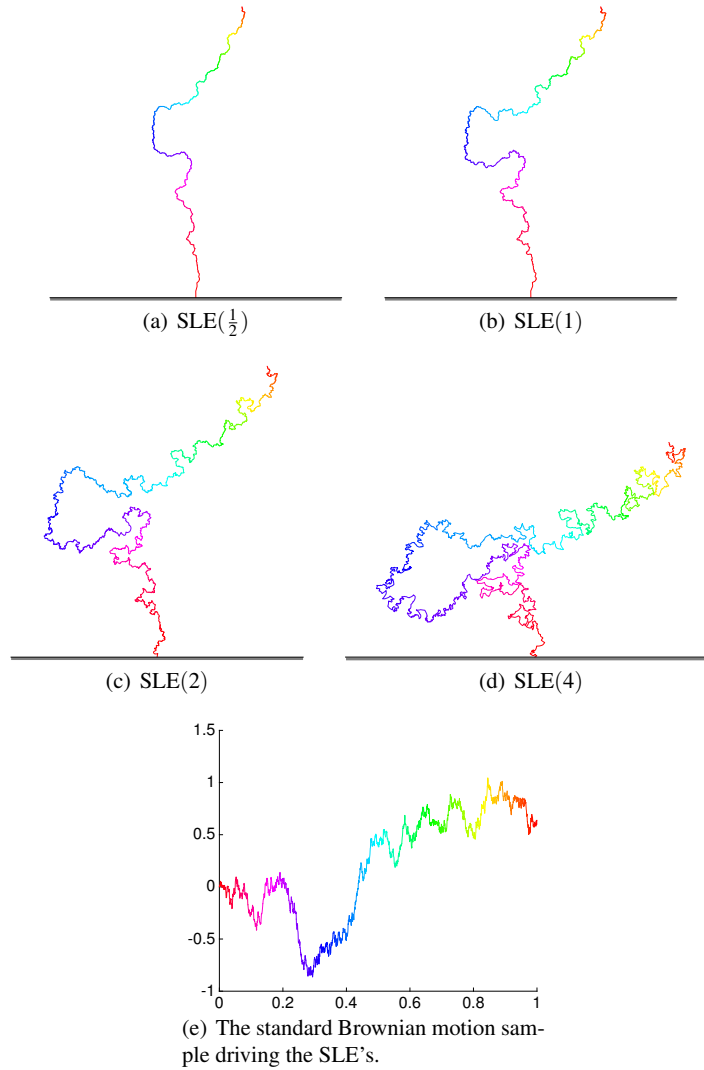 (a) SLE(1/2)
(b) SLE(1)
(c) SLE(2)
(d) SLE(4)
1.5
1
0.5
0
-0.5
-1
0 0.2 0.4 0.6 0.8 1
(e) The standard Brownian motion sam-
ple driving the SLE's.